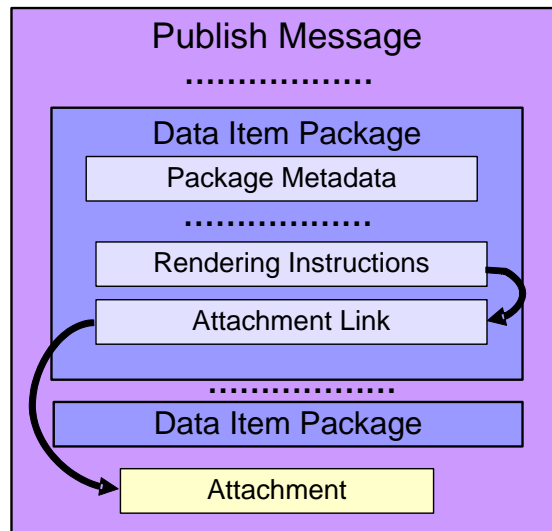 Publish Message
..................
Data Item Package
Package Metadata
..................
Rendering Instructions
Attachment Link
..................
Data Item Package
Attachment